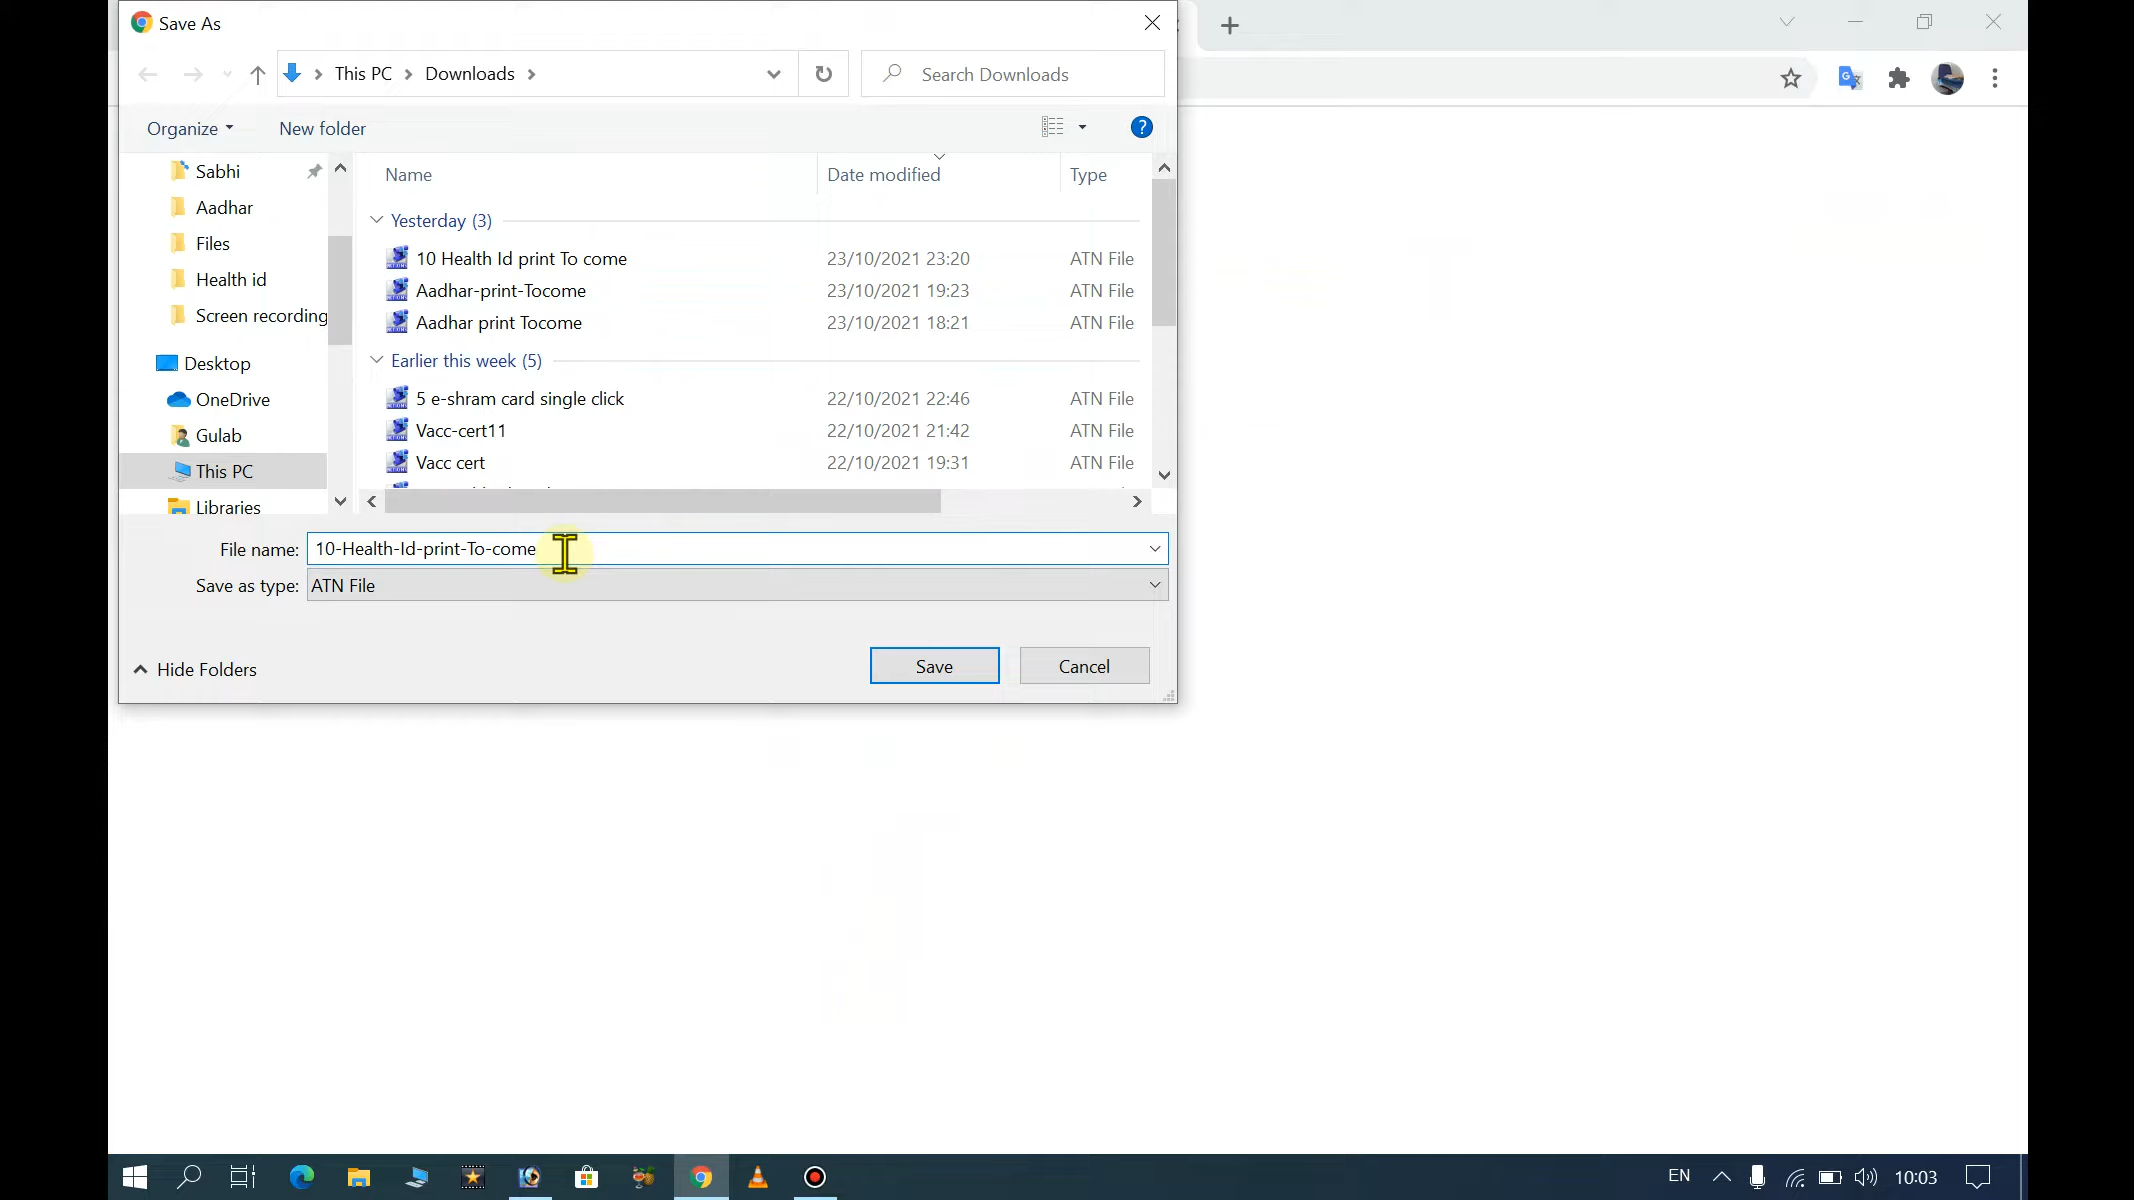 Save As
This PC
Downloads
Search Downloads
Organize
New folder
Sabhi
Aadhar
Files
Health id
Screen recording
Desktop
OneDrive
Gulab
This PC
Libraries
Name
Date modified
Type
Yesterday (3)
10 Health Id print To come 23/10/2021 23:20 ATN File
Aadhar-print-Tocome 23/10/2021 19:23 ATN File
Aadhar print Tocome 23/10/2021 18:21 ATN File
Earlier this week (5)
5 e-shram card single click 22/10/2021 22:46 ATN File
Vacc-cert11 22/10/2021 21:42 ATN File
Vacc cert 22/10/2021 19:31 ATN File
File name: 10-Health-Id-print-To-come
Save as type: ATN File
Hide Folders
Save
Cancel
EN
10:03